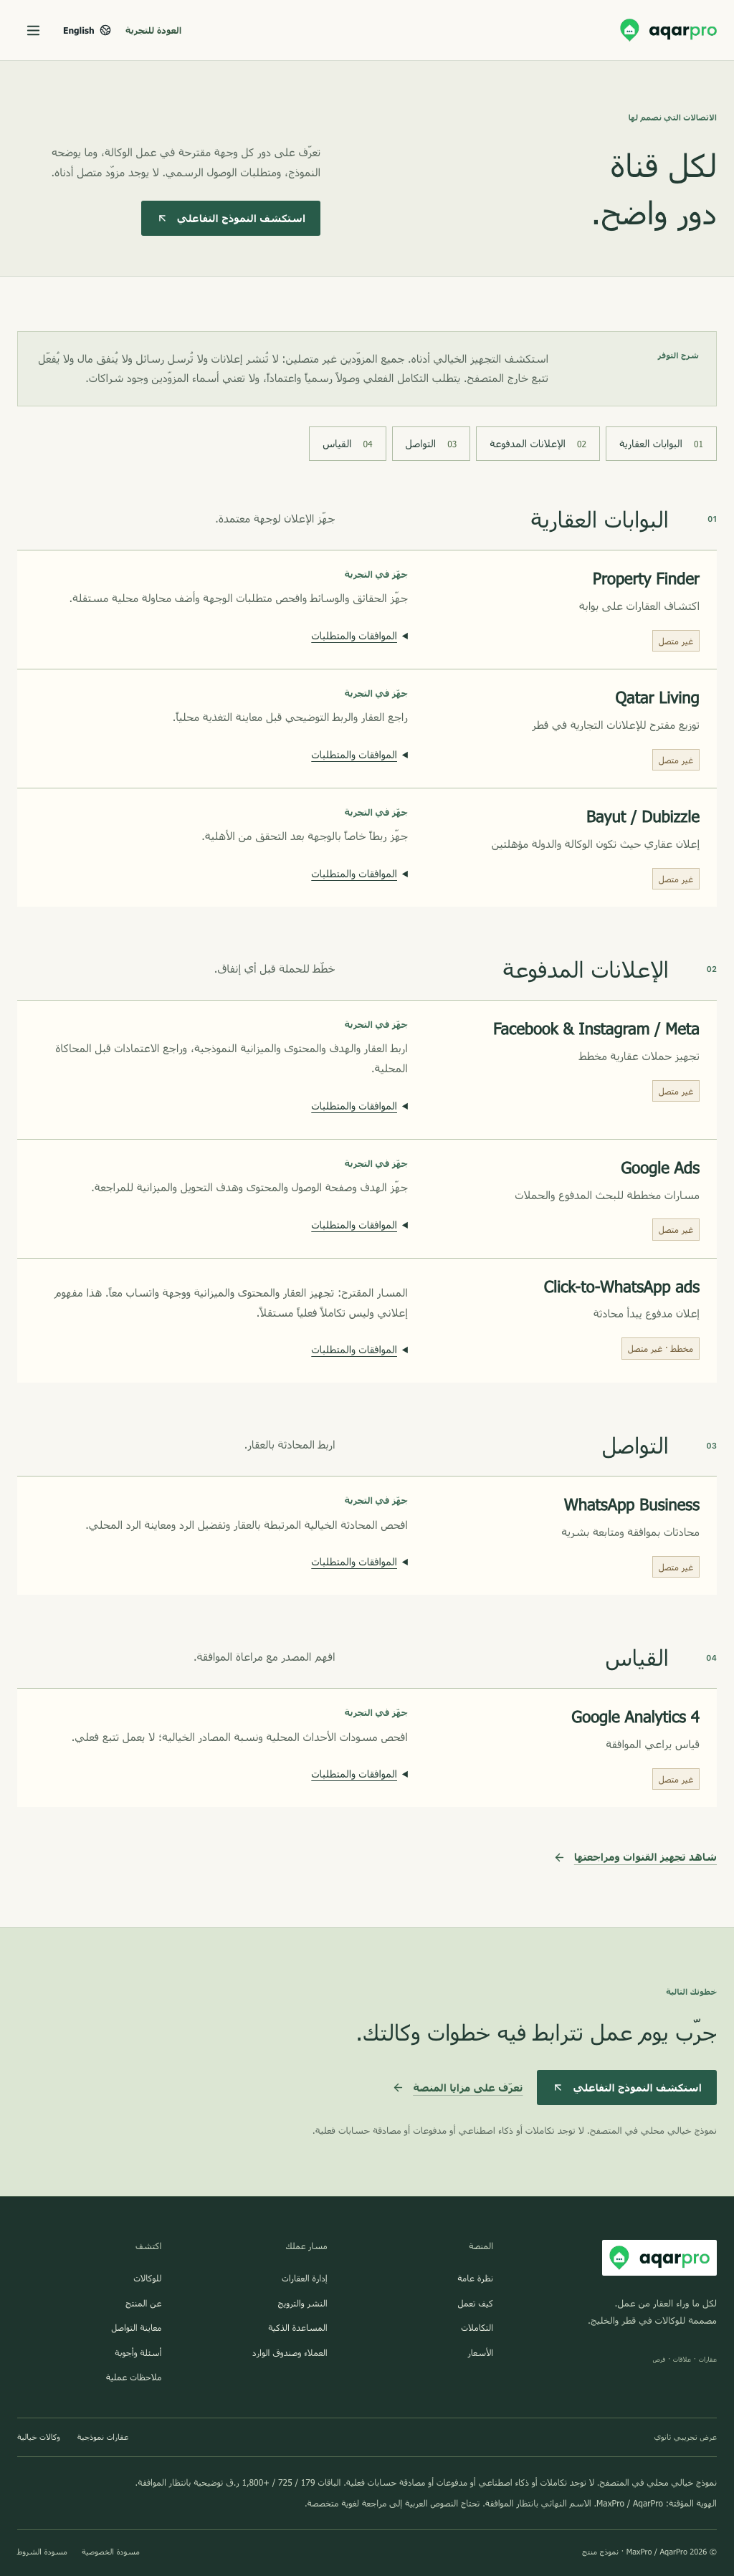 aqarpro
العودة للتجربة
English
الاتصالات التي نصمم لها
لكل قناة
دور واضح.
تعرّف على دور كل وجهة مقترحة في عمل الوكالة، وما يوضحه
النموذج، ومتطلبات الوصول الرسمي. لا يوجد مزوّد متصل أدناه.
استكشف النموذج التفاعلي
شرح التوفر
استكشف التجهيز الخيالي أدناه. جميع المزوّدين غير متصلين: لا تُنشر إعلانات ولا تُرسل رسائل ولا يُنفق مال ولا يُفعّل
تتبع خارج المتصفح. يتطلب التكامل الفعلي وصولاً رسمياً واعتماداً، ولا تعني أسماء المزوّدين وجود شراكات.
01 البوابات العقارية
02 الإعلانات المدفوعة
03 التواصل
04 القياس
01
البوابات العقارية
جهّز الإعلان لوجهة معتمدة.
Property Finder
اكتشاف العقارات على بوابة
غير متصل
جهّز في التجربة
جهّز الحقائق والوسائط وافحص متطلبات الوجهة وأضف محاولة محلية مستقلة.
الموافقات والمتطلبات
Qatar Living
توزيع مقترح للإعلانات التجارية في قطر
غير متصل
جهّز في التجربة
راجع العقار والربط التوضيحي قبل معاينة التغذية محلياً.
الموافقات والمتطلبات
Bayut / Dubizzle
إعلان عقاري حيث تكون الوكالة والدولة مؤهلتين
غير متصل
جهّز في التجربة
جهّز ربطاً خاصاً بالوجهة بعد التحقق من الأهلية.
الموافقات والمتطلبات
02
الإعلانات المدفوعة
خطّط للحملة قبل أي إنفاق.
Facebook & Instagram / Meta
تجهيز حملات عقارية مخطط
غير متصل
جهّز في التجربة
اربط العقار والهدف والمحتوى والميزانية النموذجية، وراجع الاعتمادات قبل المحاكاة
المحلية.
الموافقات والمتطلبات
Google Ads
مسارات مخططة للبحث المدفوع والحملات
غير متصل
جهّز في التجربة
جهّز الهدف وصفحة الوصول والمحتوى وهدف التحويل والميزانية للمراجعة.
الموافقات والمتطلبات
Click-to-WhatsApp ads
إعلان مدفوع يبدأ محادثة
مخطط · غير متصل
المسار المقترح: تجهيز العقار والمحتوى والميزانية ووجهة واتساب معاً. هذا مفهوم
إعلاني وليس تكاملاً فعلياً مستقلاً.
الموافقات والمتطلبات
03
التواصل
اربط المحادثة بالعقار.
WhatsApp Business
محادثات بموافقة ومتابعة بشرية
غير متصل
جهّز في التجربة
افحص المحادثة الخيالية المرتبطة بالعقار وتفضيل الرد ومعاينة الرد المحلي.
الموافقات والمتطلبات
04
القياس
افهم المصدر مع مراعاة الموافقة.
Google Analytics 4
قياس يراعي الموافقة
غير متصل
جهّز في التجربة
افحص مسودات الأحداث المحلية ونسبة المصادر الخيالية؛ لا يعمل تتبع فعلي.
الموافقات والمتطلبات
شاهد تجهيز القنوات ومراجعتها
خطوتك التالية
جرّب يوم عمل تترابط فيه خطوات وكالتك.
استكشف النموذج التفاعلي
تعرّف على مزايا المنصة
نموذج خيالي محلي في المتصفح. لا توجد تكاملات أو ذكاء اصطناعي أو مدفوعات أو مصادقة حسابات فعلية.
aqarpro
لكل ما وراء العقار من عمل.
مصممة للوكالات في قطر والخليج.
عقارات · علاقات · فرص
المنصة
نظرة عامة
كيف تعمل
التكاملات
الأسعار
مسار عملك
إدارة العقارات
النشر والترويج
المساعدة الذكية
العملاء وصندوق الوارد
اكتشف
للوكالات
عن المنتج
معاينة التواصل
أسئلة وأجوبة
ملاحظات عملية
عرض تجريبي ثانوي
عقارات نموذجية
وكالات خيالية
نموذج خيالي محلي في المتصفح. لا توجد تكاملات أو ذكاء اصطناعي أو مدفوعات أو مصادقة حسابات فعلية. الباقات 179 / 725 / +1,800 ر.ق توضيحية بانتظار الموافقة.
الهوية المؤقتة: MaxPro / AqarPro. الاسم النهائي بانتظار الموافقة. تحتاج النصوص العربية إلى مراجعة لغوية متخصصة.
© 2026 MaxPro / AqarPro · نموذج منتج
مسودة الخصوصية
مسودة الشروط